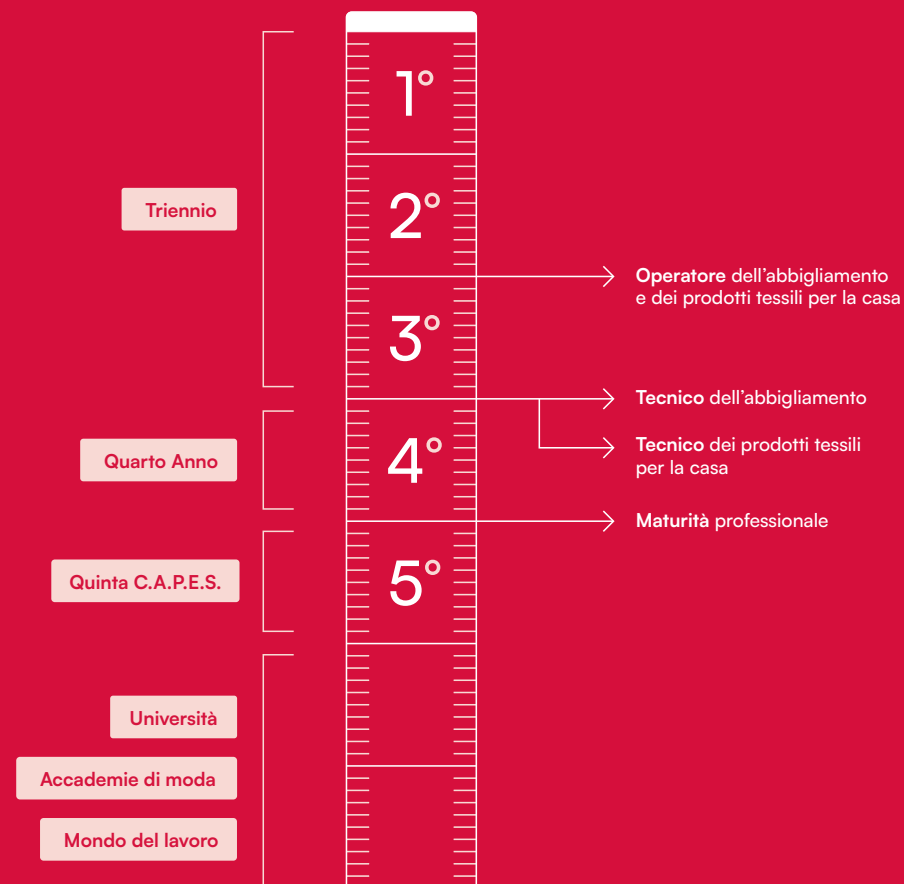 1°
2°
3°
4°
5°
Triennio
Quarto Anno
Quinta C.A.P.E.S.
Università
Accademie di moda
Mondo del lavoro
Operatore dell’abbigliamento
e dei prodotti tessili per la casa
Tecnico dell’abbigliamento
Tecnico dei prodotti tessili
per la casa
Maturità professionale